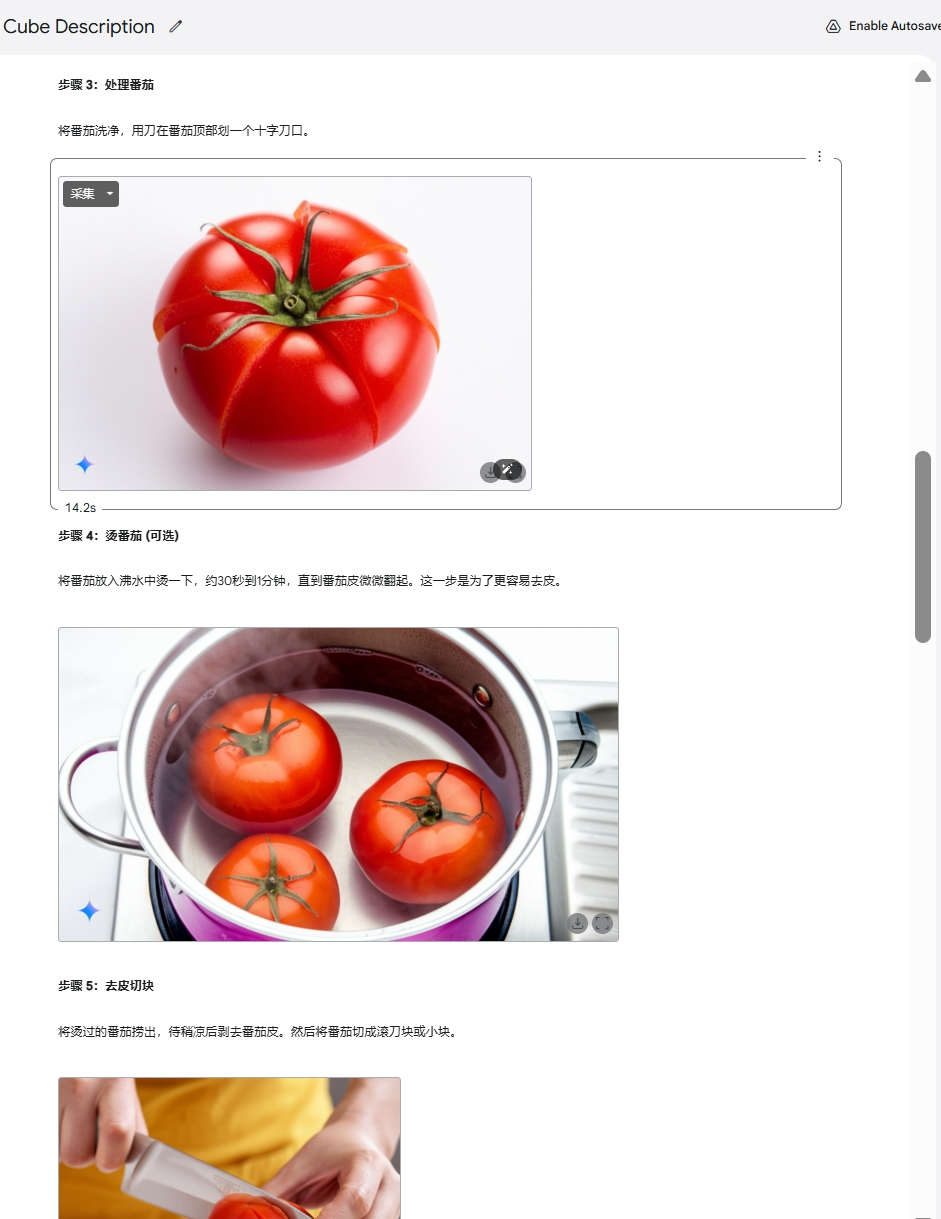 Cube Description
Enable Autosave
步骤 3：处理番茄
将番茄洗净，用刀在番茄顶部划一个十字刀口。
采集
14.2s
步骤 4：烫番茄 (可选)
将番茄放入沸水中烫一下，约30秒到1分钟，直到番茄皮微微翻起。这一步是为了更容易去皮。
步骤 5：去皮切块
将烫过的番茄捞出，待稍凉后剥去番茄皮。然后将番茄切成滚刀块或小块。